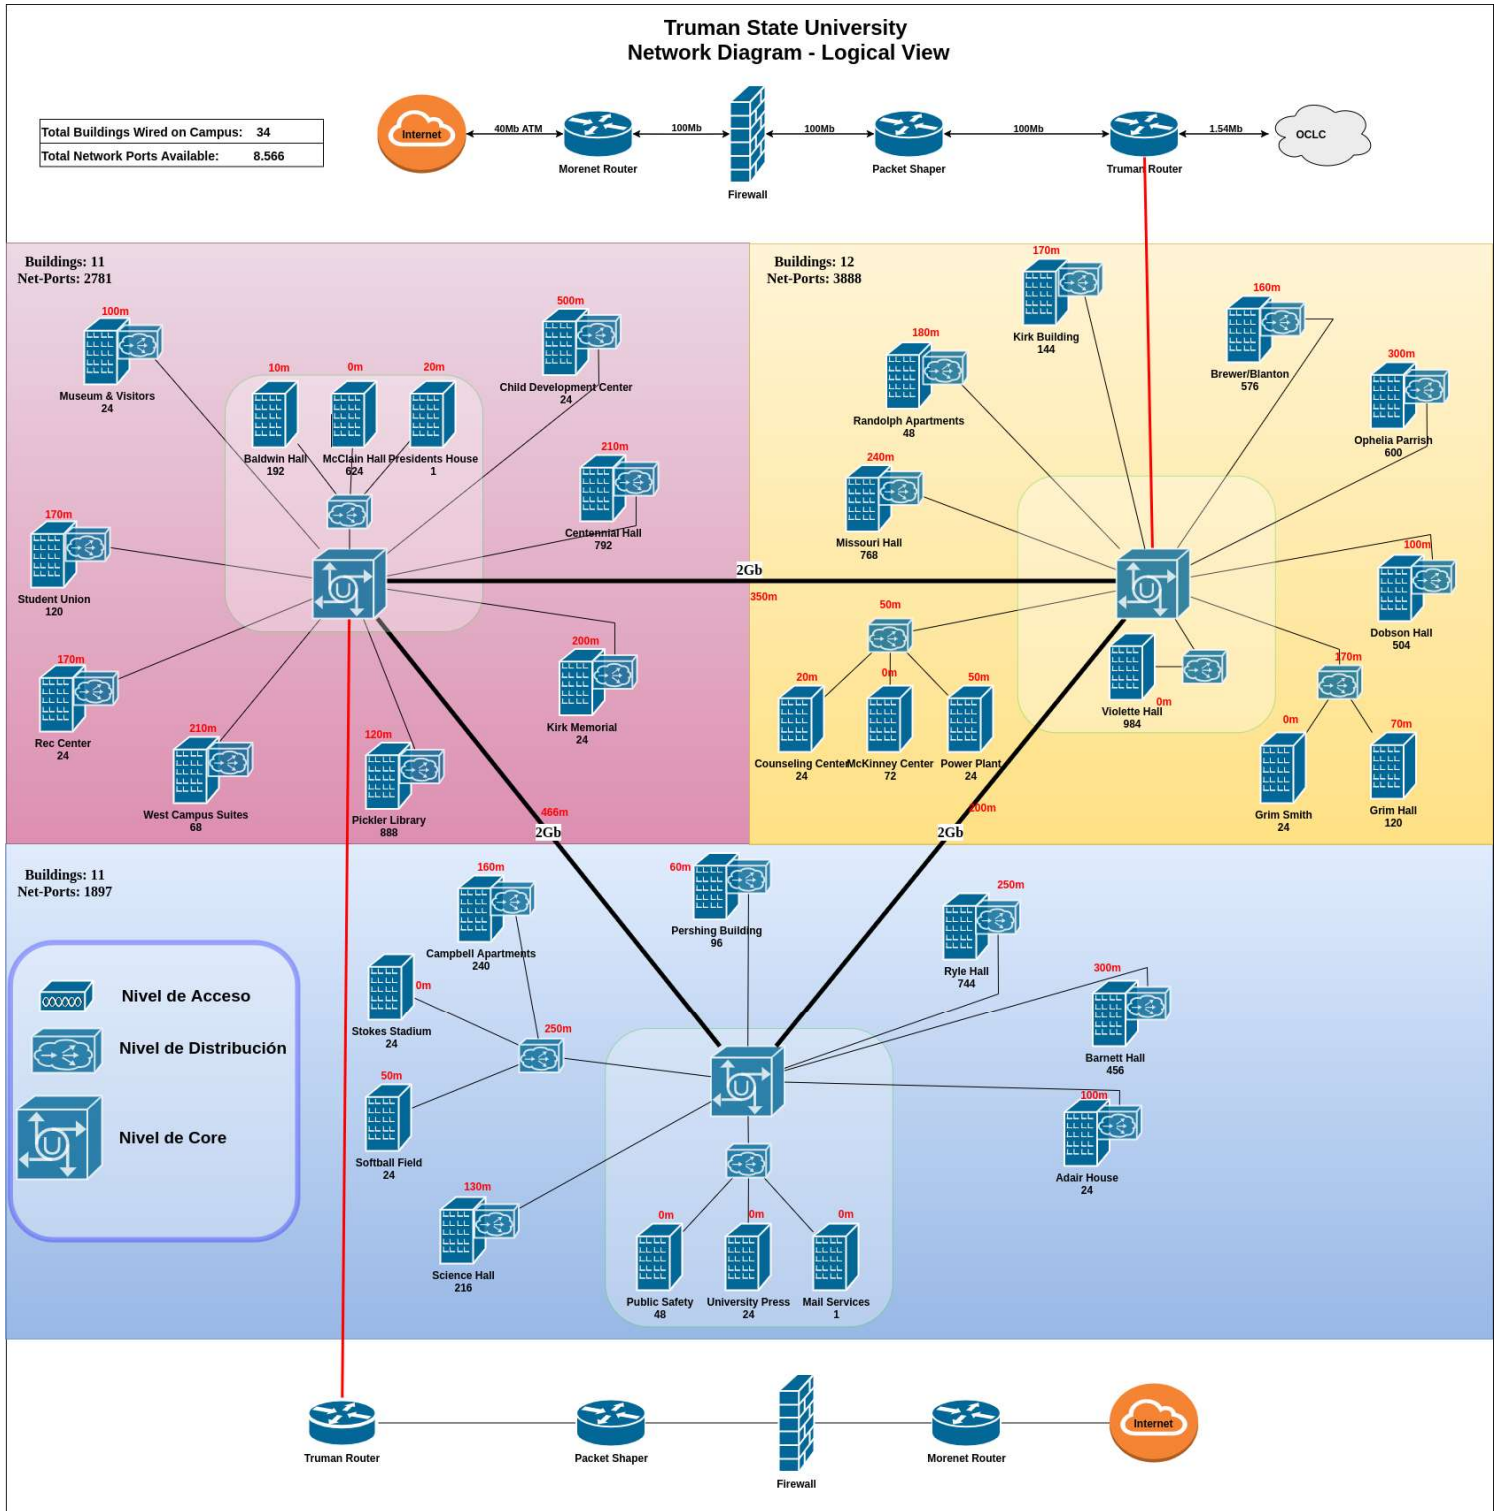 Truman State University
Network Diagram - Logical View
Total Buildings Wired on Campus: 34
Total Network Ports Available: 8.566
Internet
40Mb ATM
Morenet Router
100Mb
Firewall
100Mb
Packet Shaper
100Mb
Truman Router
1.54Mb
OCLC
Buildings: 11
Net-Ports: 2781
100m
Museum & Visitors
24
10m
Baldwin Hall
192
0m
McClain Hall
624
20m
Presidents House
1
500m
Child Development Center
24
210m
Centennial Hall
792
170m
Student Union
120
170m
Rec Center
24
210m
West Campus Suites
68
120m
Pickler Library
888
200m
Kirk Memorial
24
2Gb
350m
466m
2Gb
Buildings: 12
Net-Ports: 3888
170m
Kirk Building
144
160m
Brewer/Blanton
576
180m
Randolph Apartments
48
300m
Ophelia Parrish
600
240m
Missouri Hall
768
100m
Dobson Hall
504
50m
20m
Counseling Center
24
0m
McKinney Center
72
50m
Power Plant
24
Violette Hall
984
0m
170m
0m
Grim Smith
24
70m
Grim Hall
120
200m
2Gb
Buildings: 11
Net-Ports: 1897
160m
Campbell Apartments
240
60m
Pershing Building
96
250m
Ryle Hall
744
300m
Barnett Hall
456
0m
Stokes Stadium
24
250m
50m
Softball Field
24
100m
Adair House
24
130m
Science Hall
216
0m
Public Safety
48
0m
University Press
24
0m
Mail Services
1
Nivel de Acceso
Nivel de Distribución
Nivel de Core
Truman Router
Packet Shaper
Firewall
Morenet Router
Internet